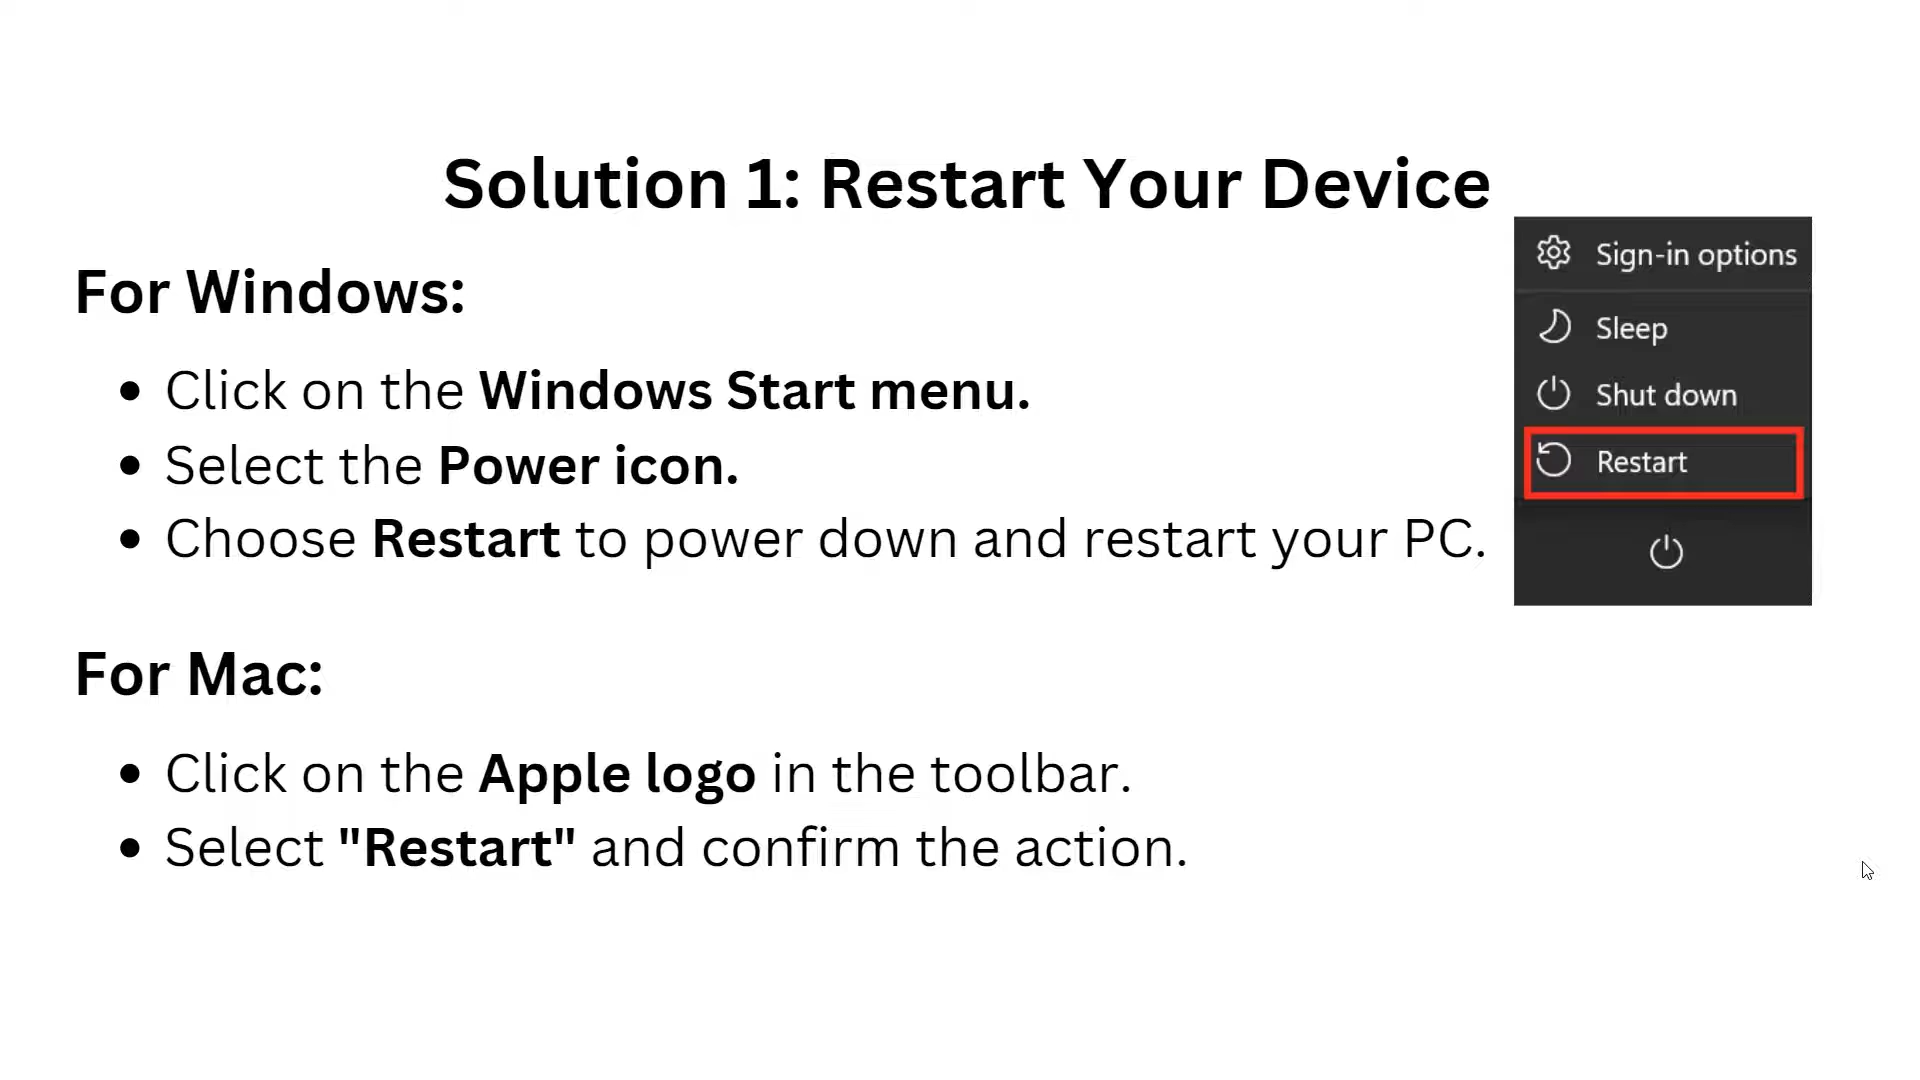 Solution 1: Restart Your Device
For Windows:
• Click on the Windows Start menu.
• Select the Power icon.
• Choose Restart to power down and restart your PC.
Sign-in options
Sleep
Shut down
Restart
For Mac:
• Click on the Apple logo in the toolbar.
• Select "Restart" and confirm the action.